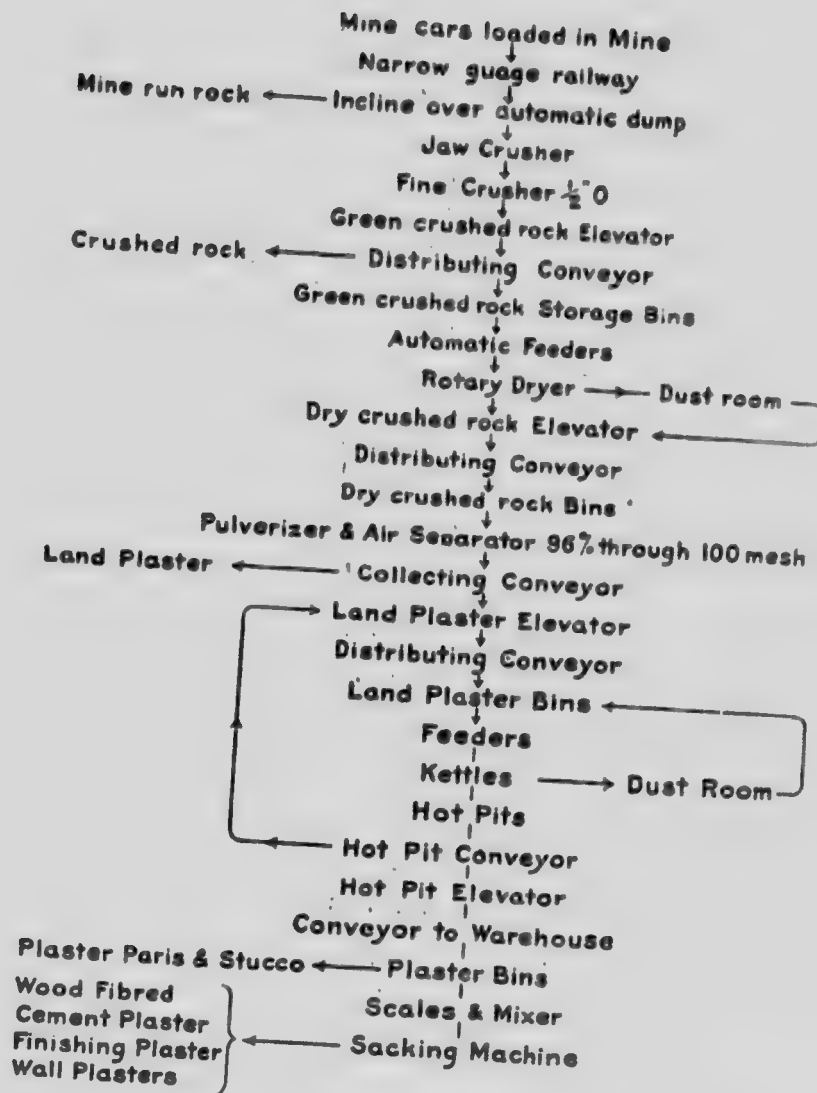 Mine cars loaded in Mine
Narrow guage railway
Mine run rock
Incline over automatic dump
Jaw Crusher
Fine Crusher ½" O
Green crushed rock Elevator
Crushed rock
Distributing Conveyor
Green crushed rock Storage Bins
Automatic Feeders
Rotary Dryer
Dust room
Dry crushed rock Elevator
Distributing Conveyor
Dry crushed rock Bins
Pulverizer & Air Separator 96% through 100 mesh
Land Plaster
Collecting Conveyor
Land Plaster Elevator
Distributing Conveyor
Land Plaster Bins
Feeders
Kettles
Dust Room
Hot Pits
Hot Pit Conveyor
Hot Pit Elevator
Conveyor to Warehouse
Plaster Paris & Stucco
Plaster Bins
Scales & Mixer
Wood Fibred
Cement Plaster
Finishing Plaster
Wall Plasters
Sacking Machine